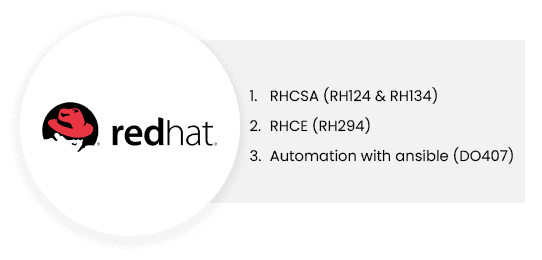 redhat.
1. RHCSA (RH124 & RH134)
2. RHCE (RH294)
3. Automation with ansible (DO407)